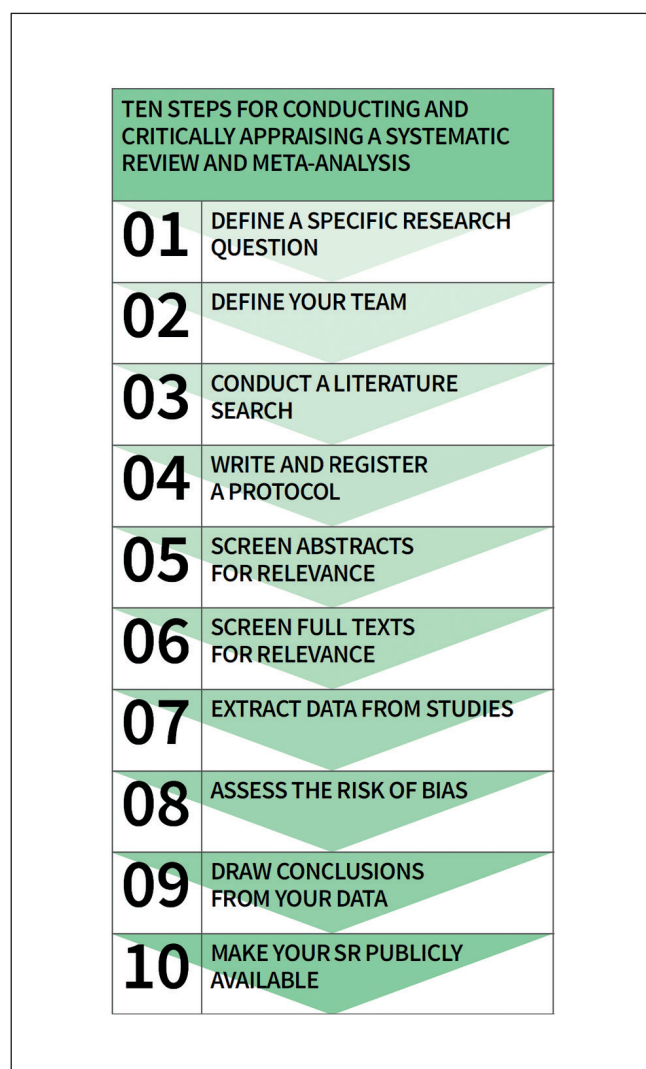 TEN STEPS FOR CONDUCTING AND
CRITICALLY APPRAISING A SYSTEMATIC
REVIEW AND META-ANALYSIS
01 DEFINE A SPECIFIC RESEARCH
QUESTION
02 DEFINE YOUR TEAM
03 CONDUCT A LITERATURE
SEARCH
04 WRITE AND REGISTER
A PROTOCOL
05 SCREEN ABSTRACTS
FOR RELEVANCE
06 SCREEN FULL TEXTS
FOR RELEVANCE
07 EXTRACT DATA FROM STUDIES
08 ASSESS THE RISK OF BIAS
09 DRAW CONCLUSIONS
FROM YOUR DATA
10 MAKE YOUR SR PUBLICLY
AVAILABLE